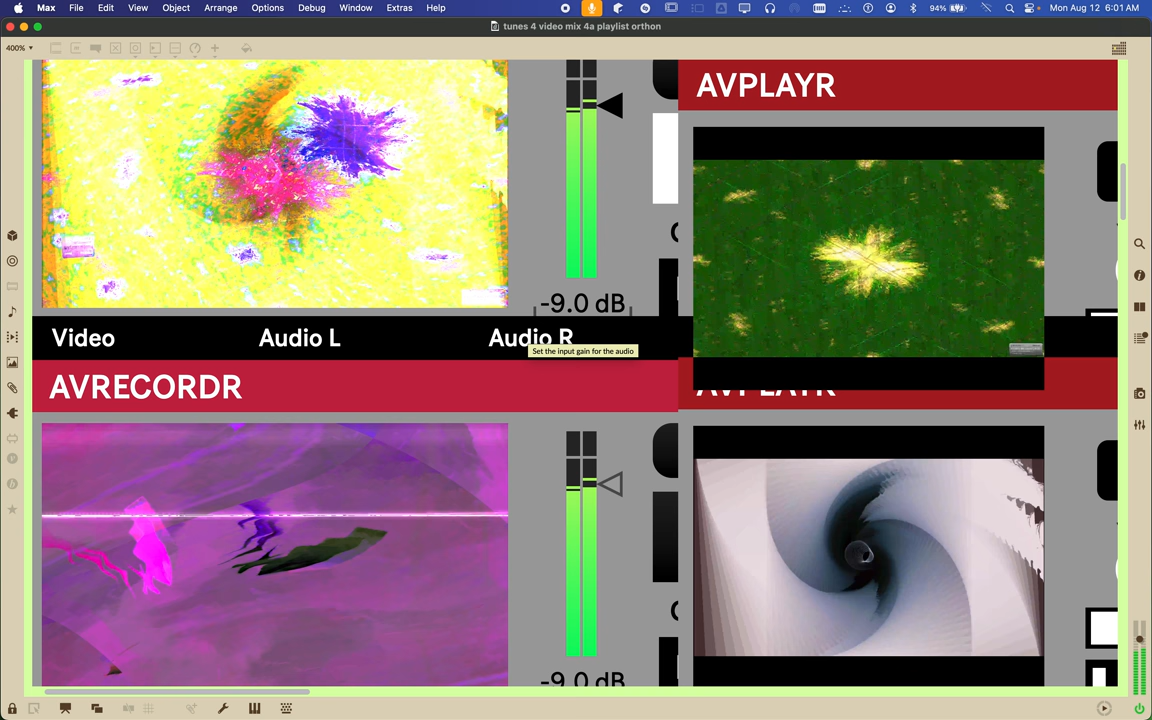 Max File Edit View Object Arrange Options Debug Window Extras Help
94% Mon Aug 12 6:01 AM
tunes 4 video mix 4a playlist orthon
400%
AVPLAYR
-9.0 dB
Video Audio L Audio R
Set the input gain for the audio
AVRECORDR
-9.0 dB